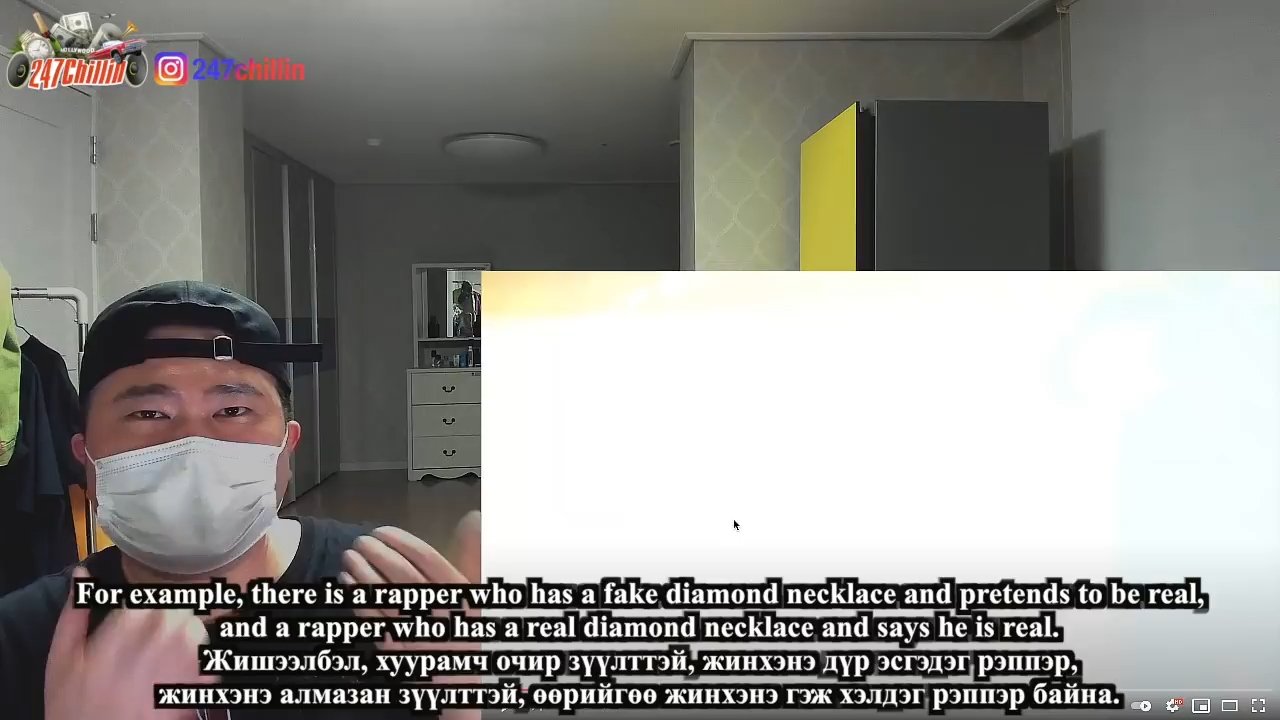 HOLLYWOOD
247Chillin
247chillin
For example, there is a rapper who has a fake diamond necklace and pretends to be real,
and a rapper who has a real diamond necklace and says he is real.
Жишээлбэл, хуурамч очир зүүлттэй, жинхэнэ дүр эсгэдэг рэппэр,
жинхэнэ алмазан зүүлттэй, өөрийгөө жинхэнэ гэж хэлдэг рэппэр байна.
HD